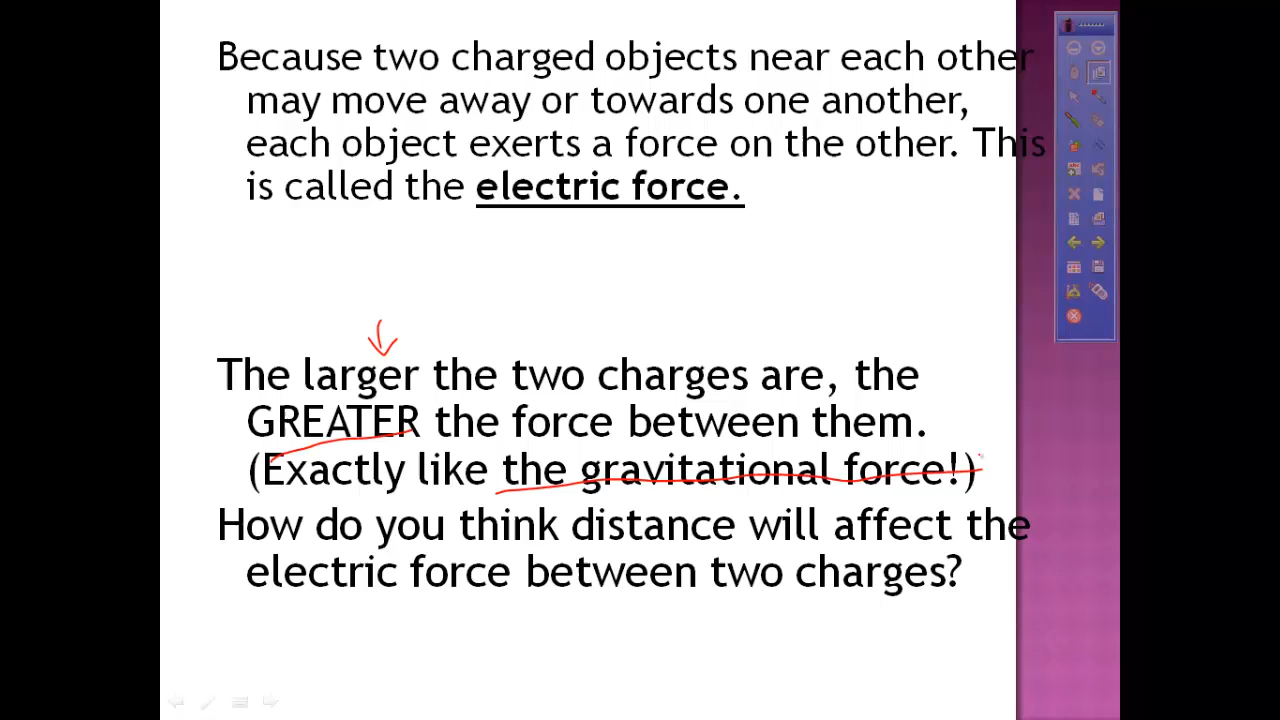 Because two charged objects near each other
may move away or towards one another,
each object exerts a force on the other. This
is called the electric force.
The larger the two charges are, the
GREATER the force between them.
(Exactly like the gravitational force!)
How do you think distance will affect the
electric force between two charges?